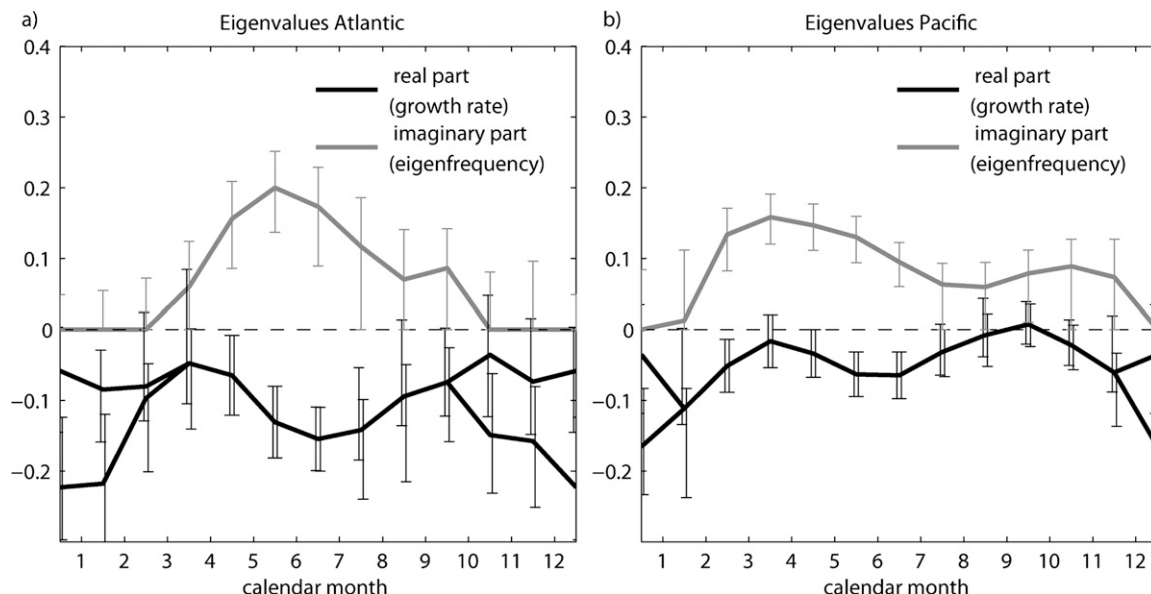 a)
Eigenvalues Atlantic
0.4
0.3
0.2
0.1
0
−0.1
−0.2
real part
(growth rate)
imaginary part
(eigenfrequency)
1 2 3 4 5 6 7 8 9 10 11 12
calendar month
b)
Eigenvalues Pacific
0.4
0.3
0.2
0.1
0
−0.1
−0.2
real part
(growth rate)
imaginary part
(eigenfrequency)
1 2 3 4 5 6 7 8 9 10 11 12
calendar month